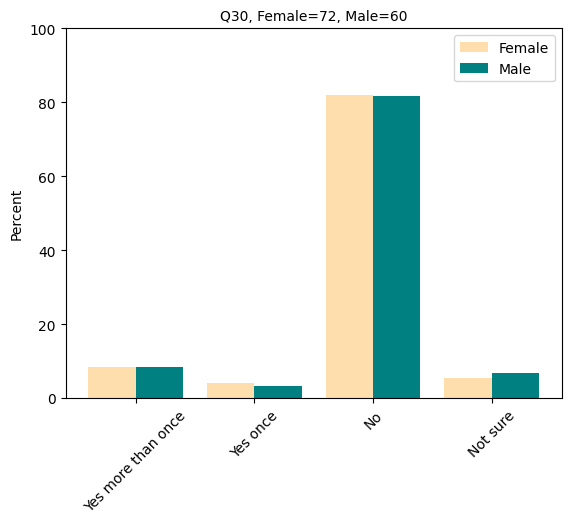 Q30, Female=72, Male=60
Female
Male
Percent
100
80
60
40
20
0
Yes more than once
Yes once
No
Not sure